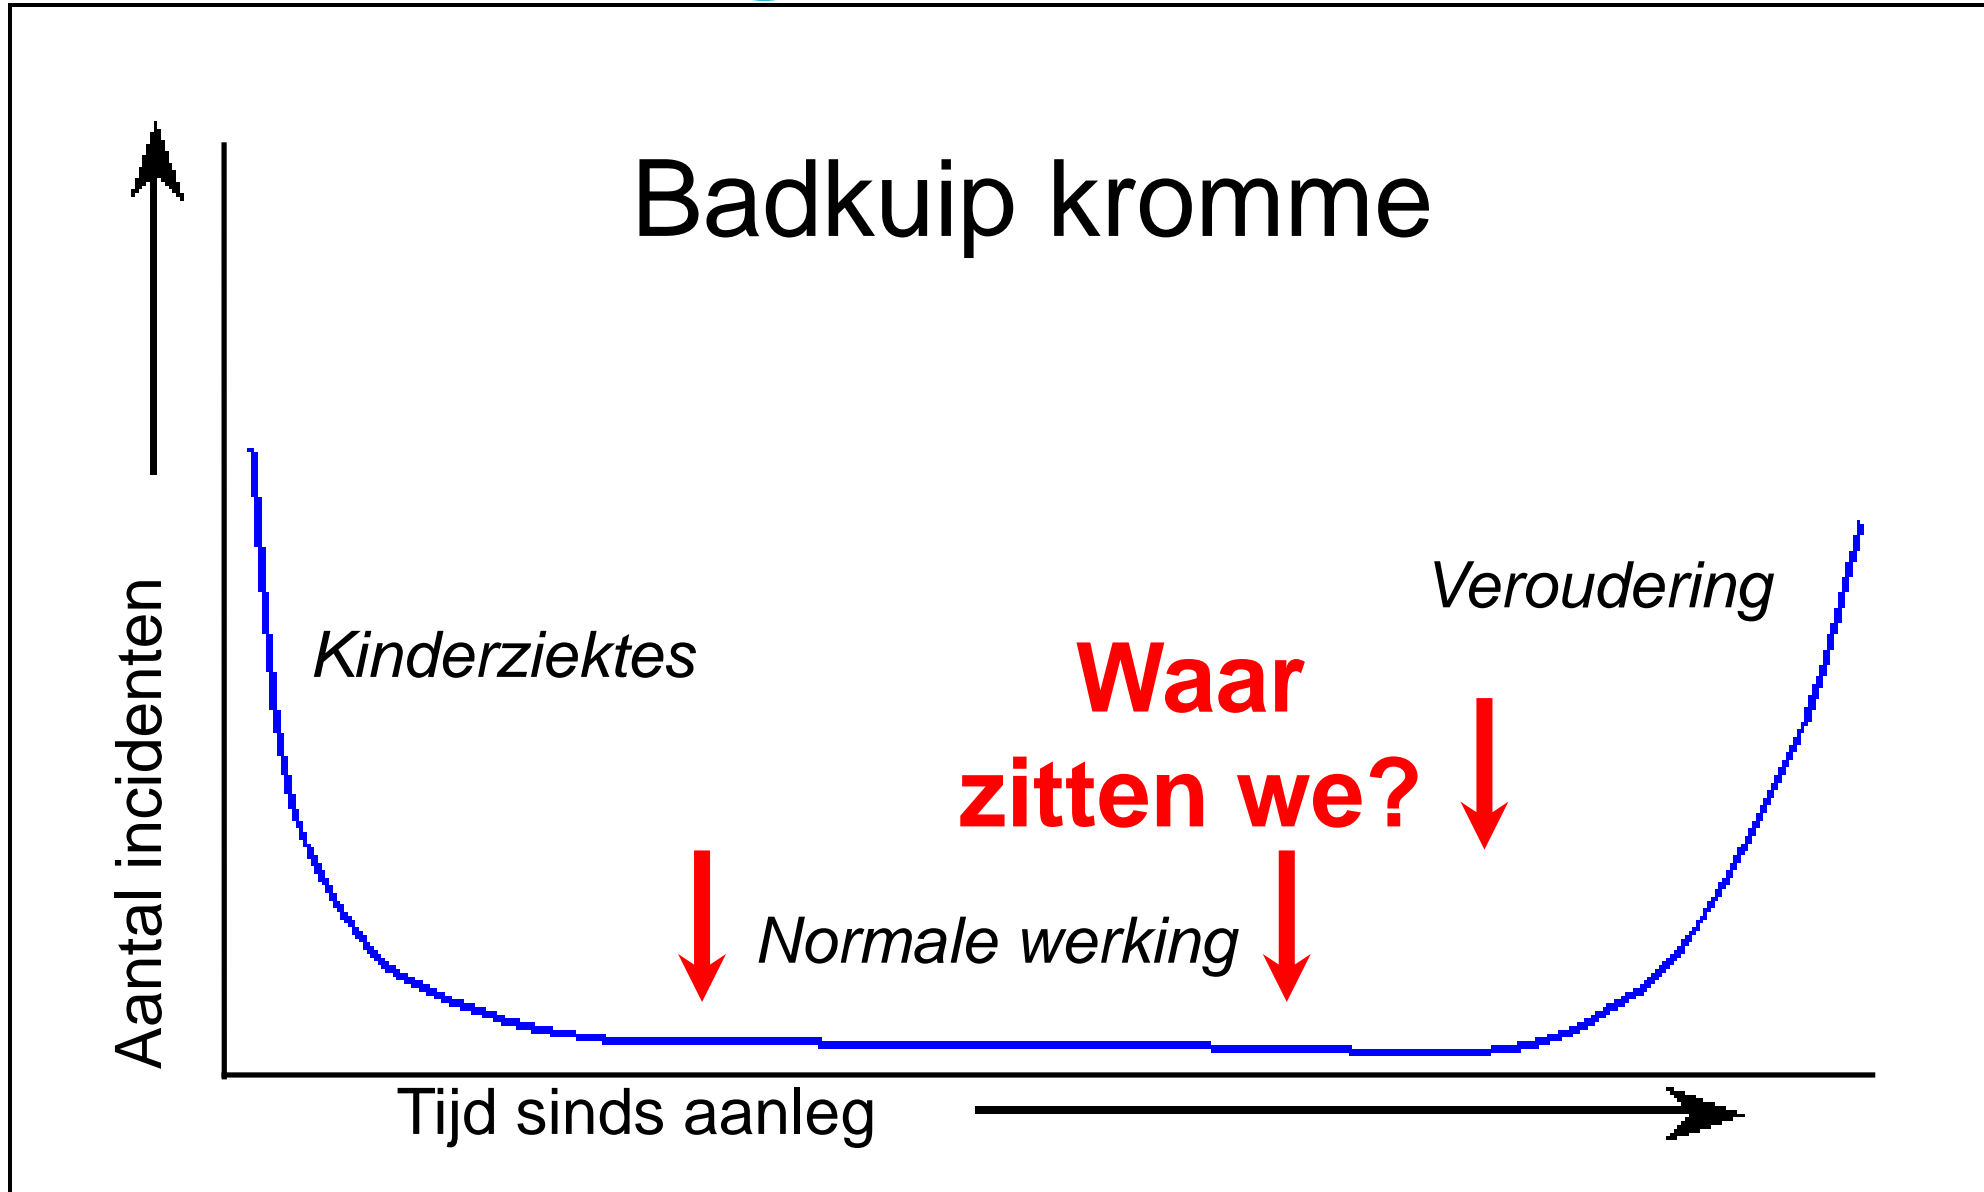 Badkuip kromme
Aantal incidenten
Kinderziektes
Veroudering
Waar
zitten we?
Normale werking
Tijd sinds aanleg